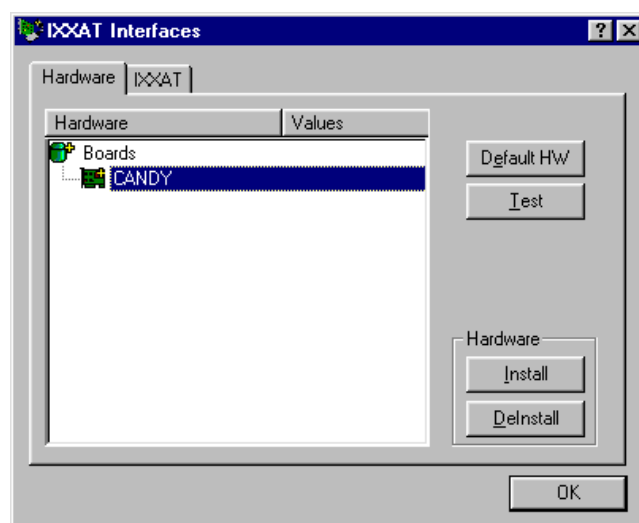 IXXAT Interfaces
Hardware IXXAT
Hardware Values
Boards
CANDY
Default HW
Test
Hardware
Install
DeInstall
OK